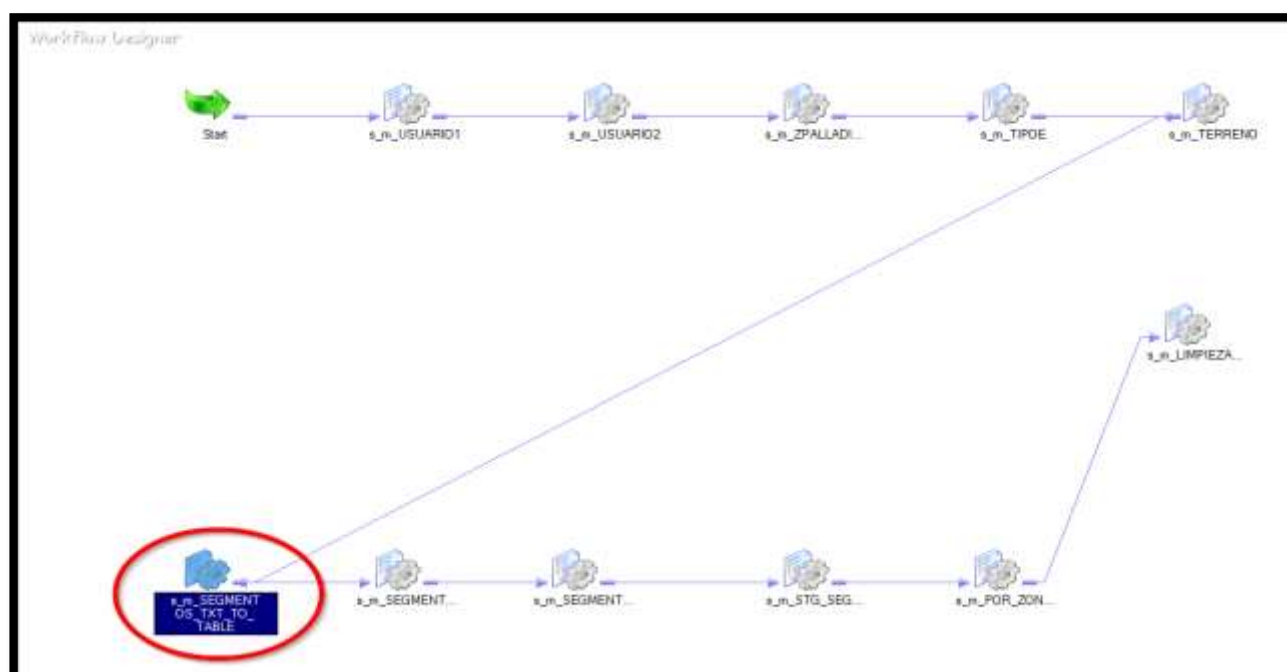 Workflow Designer
Start
s_m_USUARIO1
s_m_USUARIO2
s_m_ZPALLADI...
s_m_TIPOE
s_m_TERRENO
s_m_LIMPIEZA...
s_m_SEGMENT
OS_TXT_TO_
TABLE
s_m_SEGMENT...
s_m_SEGMENT...
s_m_STG_SEG...
s_m_POR_ZON...